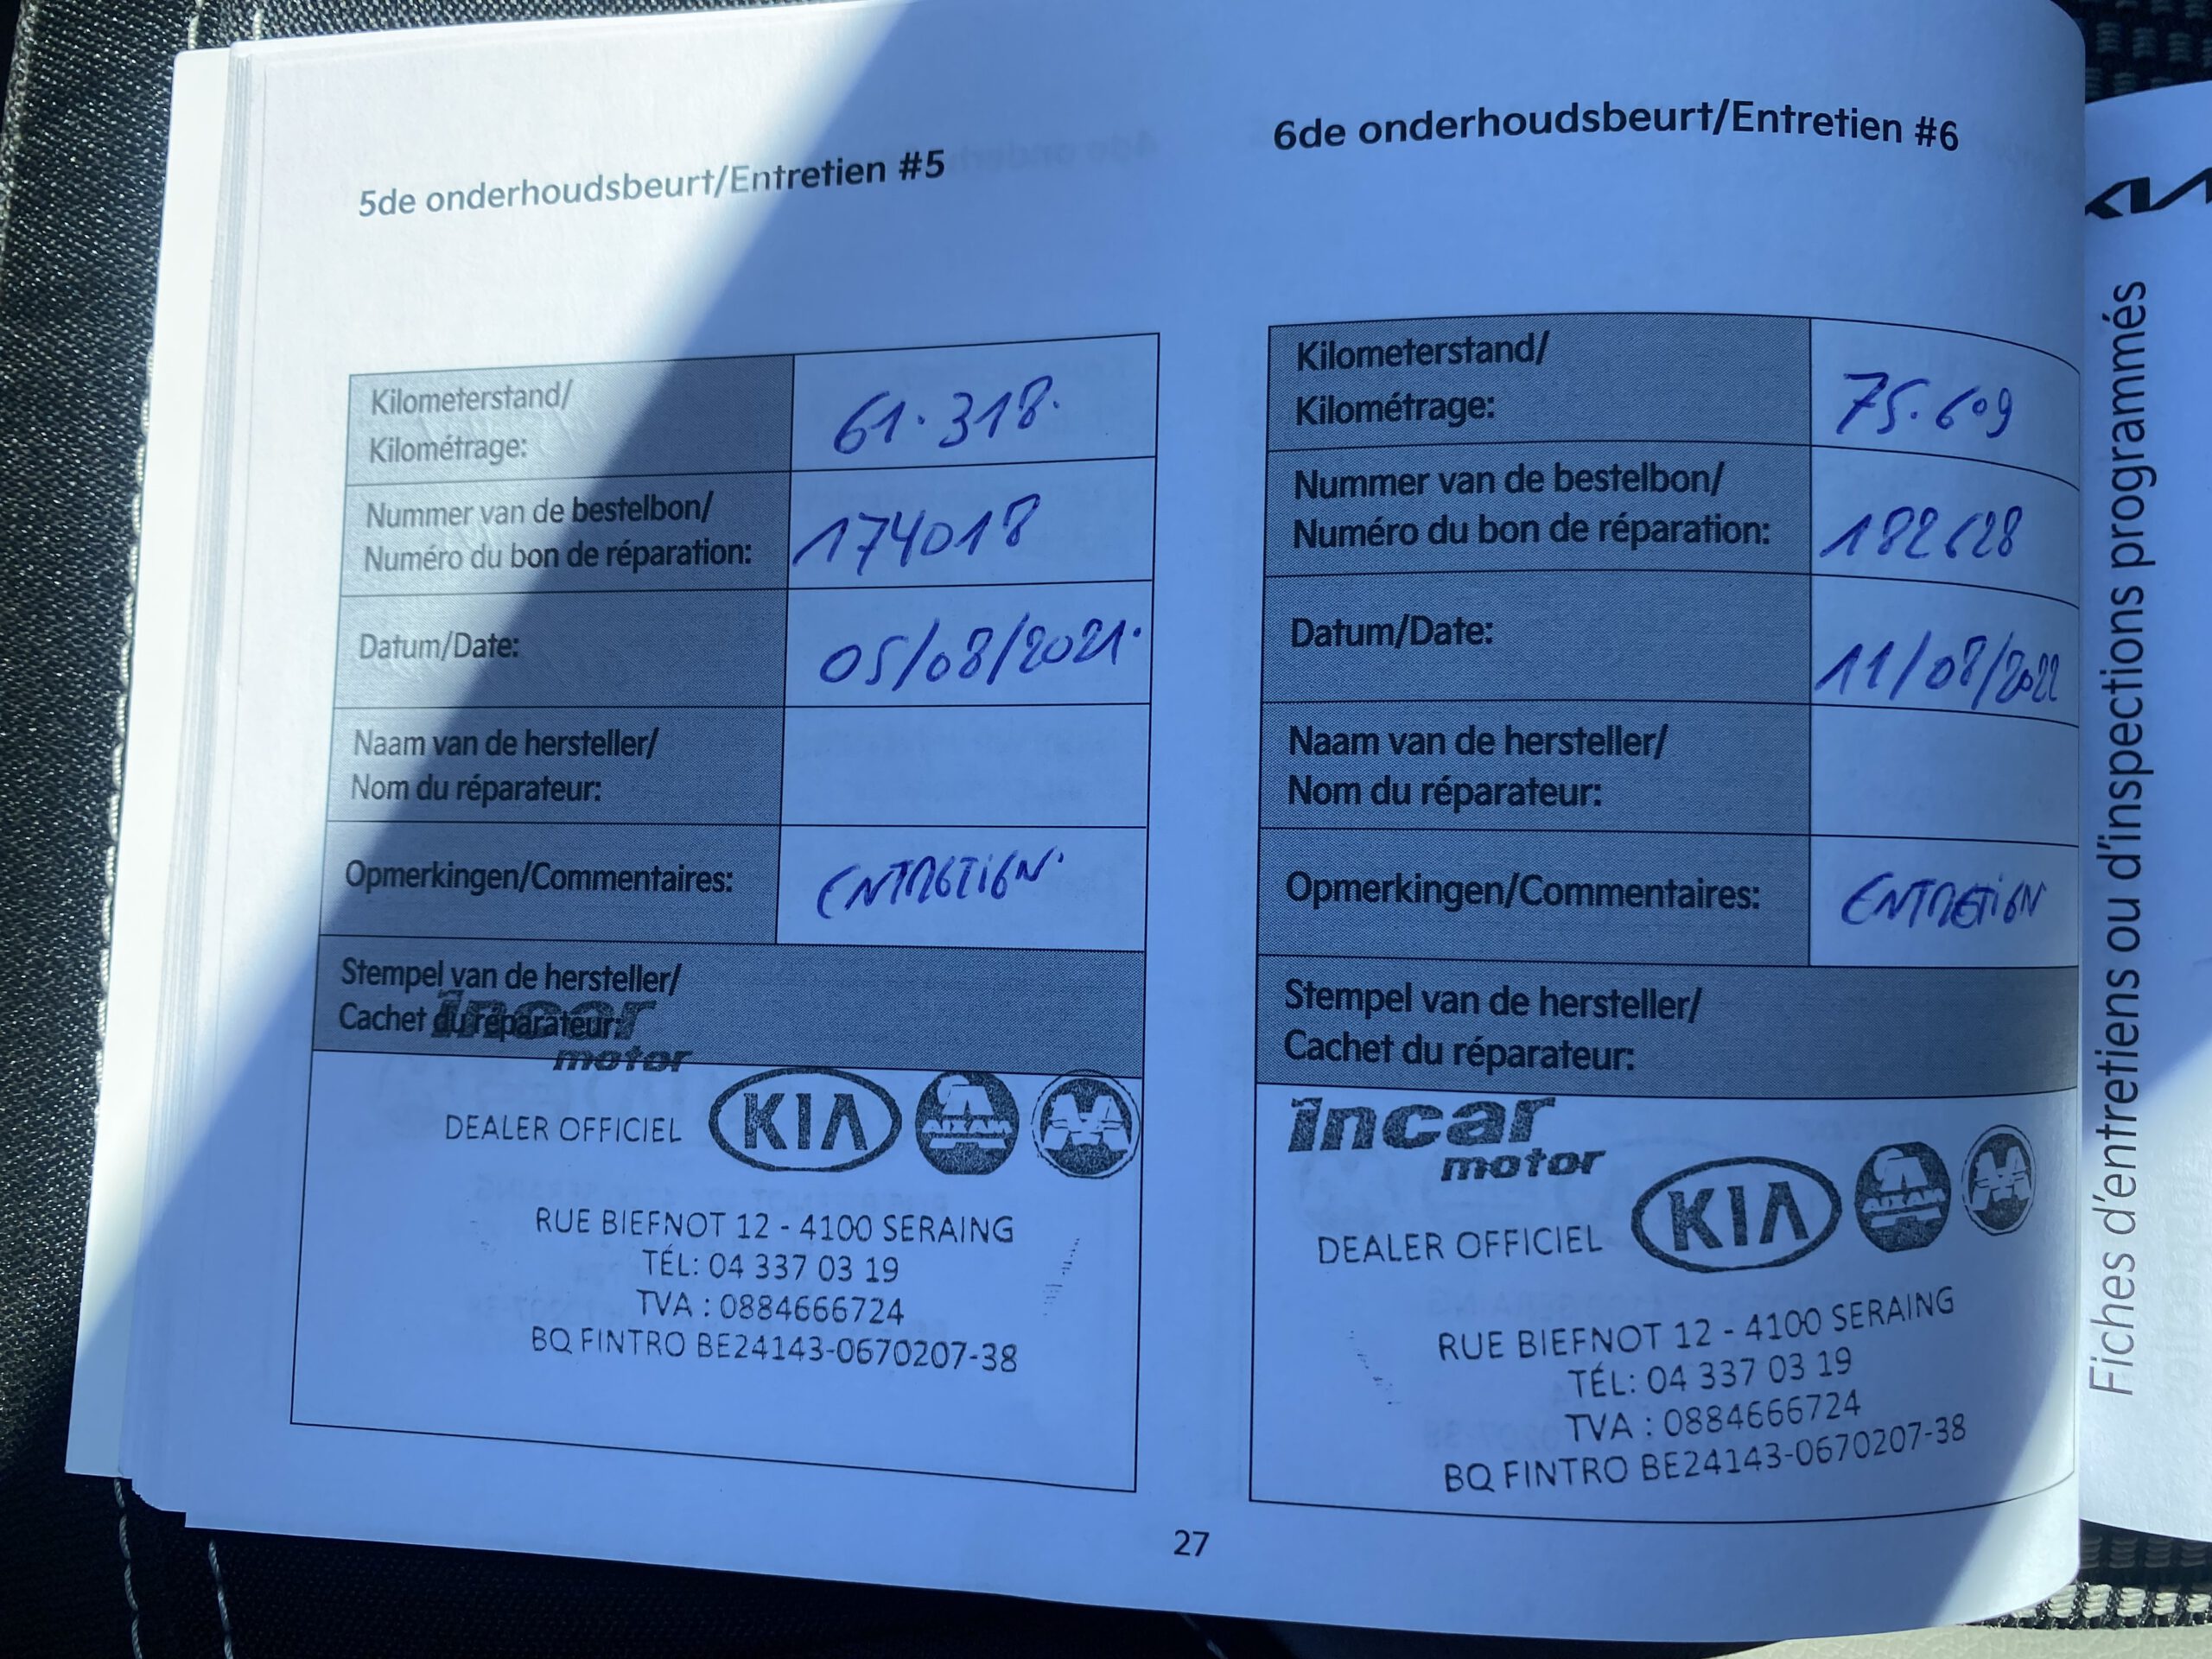 5de onderhoudsbeurt/Entretien #5
Kilometerstand/
Kilométrage:
61.318.
Nummer van de bestelbon/
Numéro du bon de réparation:
174018
Datum/Date:
05/08/2021.
Naam van de hersteller/
Nom du réparateur:
Opmerkingen/Commentaires:
ENTRETIEN.
Stempel van de hersteller/
Cachet du réparateur:
incar
motor
DEALER OFFICIEL KIA AIXAM M
RUE BIEFNOT 12 - 4100 SERAING
TÉL: 04 337 03 19
TVA : 0884666724
BQ FINTRO BE24143-0670207-38
6de onderhoudsbeurt/Entretien #6
Kilometerstand/
Kilométrage:
75.609
Nummer van de bestelbon/
Numéro du bon de réparation:
182628
Datum/Date:
11/08/2022
Naam van de hersteller/
Nom du réparateur:
Opmerkingen/Commentaires:
ENTRETIEN
Stempel van de hersteller/
Cachet du réparateur:
incar
motor
DEALER OFFICIEL KIA AIXAM M
RUE BIEFNOT 12 - 4100 SERAING
TÉL: 04 337 03 19
TVA : 0884666724
BQ FINTRO BE24143-0670207-38
27
Fiches d'entretiens ou d'inspections programmés